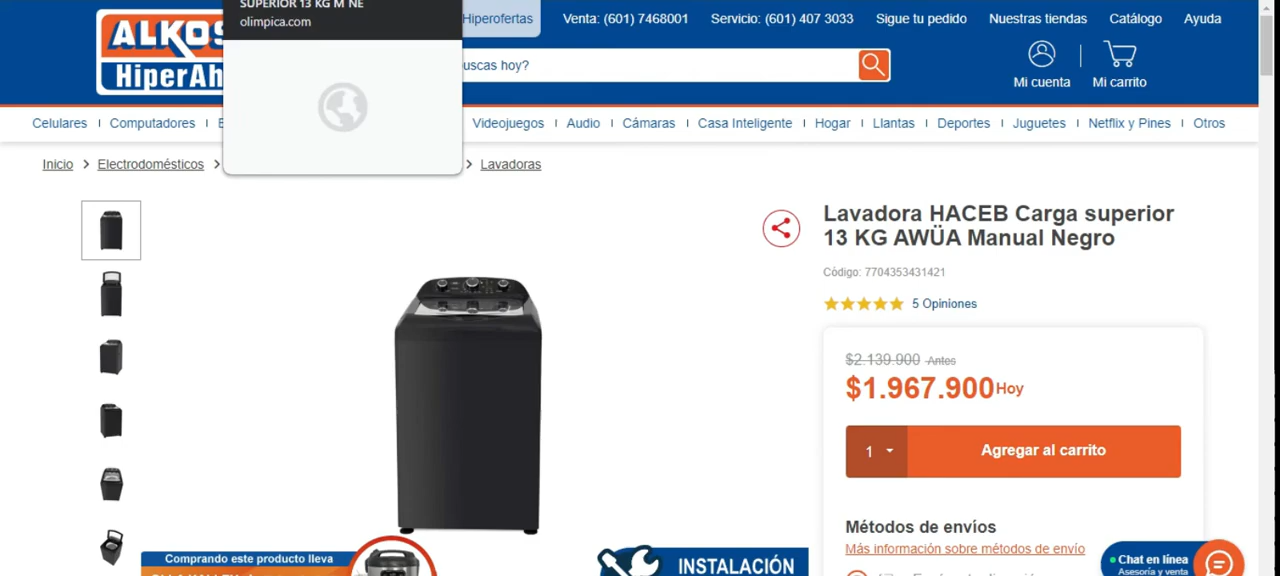 SUPERIOR 13 KG M NE
olimpica.com
Hiperofertas
Venta: (601) 7468001
Servicio: (601) 407 3033
Sigue tu pedido
Nuestras tiendas
Catálogo
Ayuda
ALKOS
HiperAh
uscas hoy?
Mi cuenta
Mi carrito
Celulares
Computadores
E
Videojuegos
Audio
Cámaras
Casa Inteligente
Hogar
Llantas
Deportes
Juguetes
Netflix y Pines
Otros
Inicio > Electrodomésticos > > Lavadoras
Lavadora HACEB Carga superior
13 KG AWÜA Manual Negro
Código: 7704353431421
5 Opiniones
$2.139.900 Antes
$1.967.900 Hoy
1
Agregar al carrito
Métodos de envíos
Más información sobre métodos de envío
Comprando este producto lleva
INSTALACIÓN
Chat en línea
Asesoría y venta